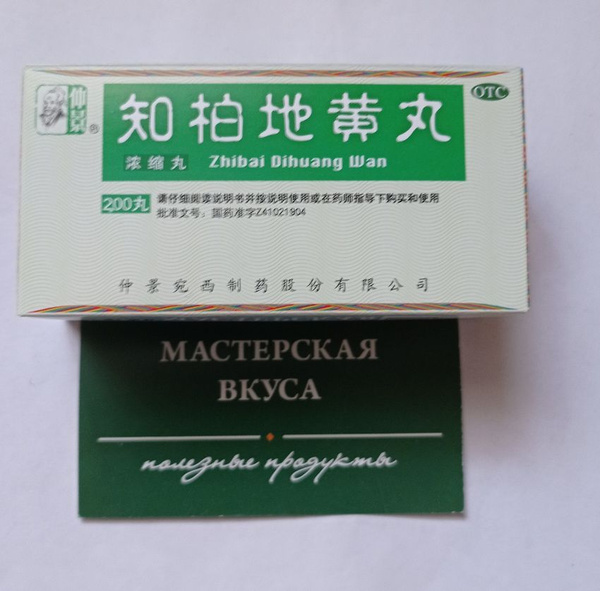 仲景
®
OTC
知柏地黄丸
浓缩丸 Zhibai Dihuang Wan
200丸 请仔细阅读说明书并按说明使用或在药师指导下购买和使用
批准文号：国药准字Z41021904
仲景宛西制药股份有限公司
МАСТЕРСКАЯ
ВКУСА
полезные продукты